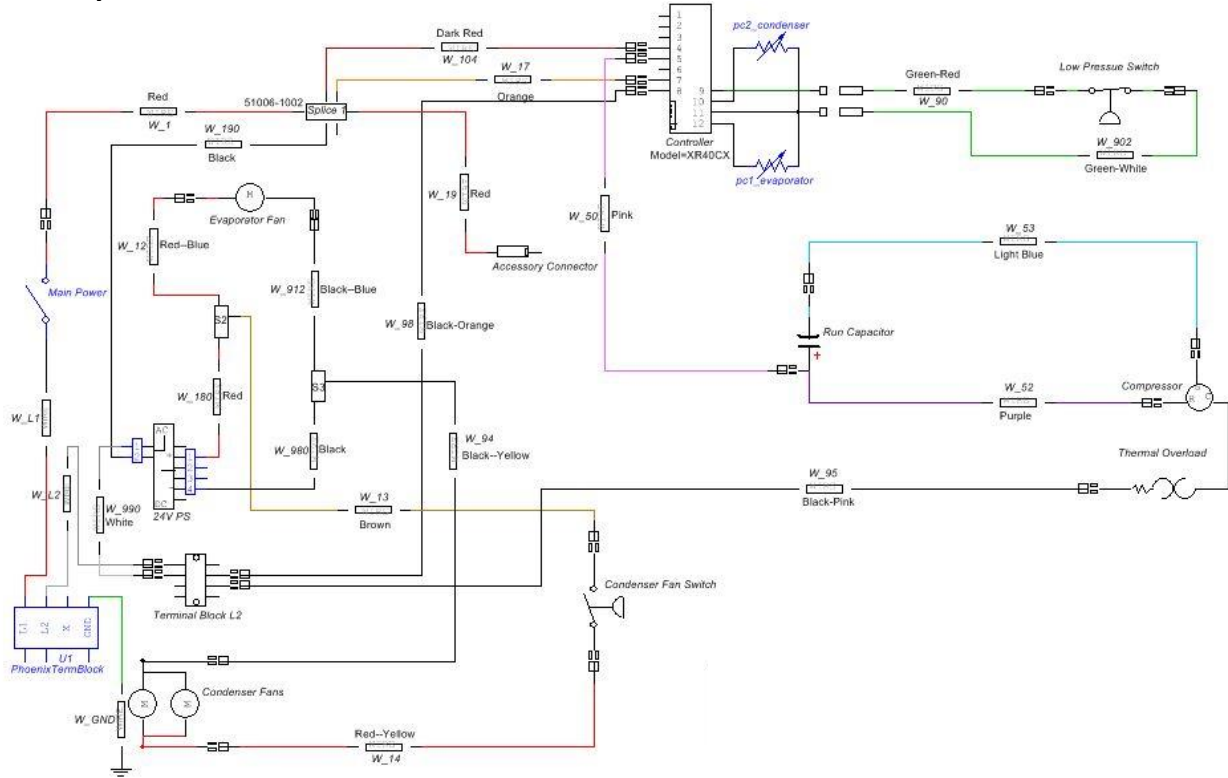 1
2
3
4
5
6
7
8
9
10
11
12
pc2_condenser
Dark Red
W_104
W_17
Orange
Controller
Model=XR40CX
pc1_evaporator
Green-Red
W_90
Low Pressue Switch
W_902
Green-White
Red
W_1
51006-1002
Splice 1
W_190
Black
W_19
Red
W_50
Pink
Accessory Connector
M
Evaporator Fan
W_12
Red--Blue
W_912
Black--Blue
Main Power
S2
W_98
Black-Orange
W_53
Light Blue
Run Capacitor
+
S3
W_180
Red
W_L1
W_52
Purple
Compressor
S
R
C
AC
W_980
Black
W_94
Black--Yellow
Thermal Overload
W_L2
W_990
White
DC
24V PS
W_13
Brown
W_95
Black-Pink
Terminal Block L2
Condenser Fan Switch
L1
L2
X
GND
U1
PhoenixTermBlock
Condenser Fans
M
M
W_GND
Red--Yellow
W_14